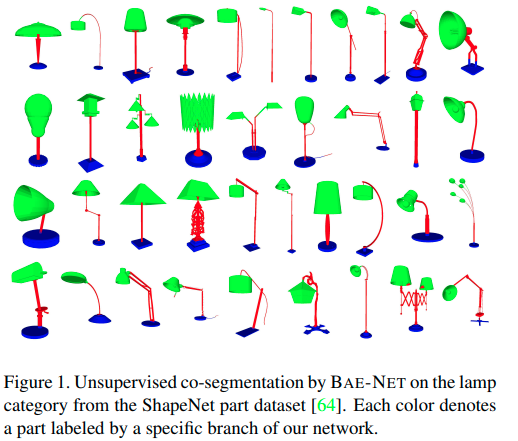 Figure 1. Unsupervised co-segmentation by BAE-NET on the lamp
category from the ShapeNet part dataset [64]. Each color denotes
a part labeled by a specific branch of our network.